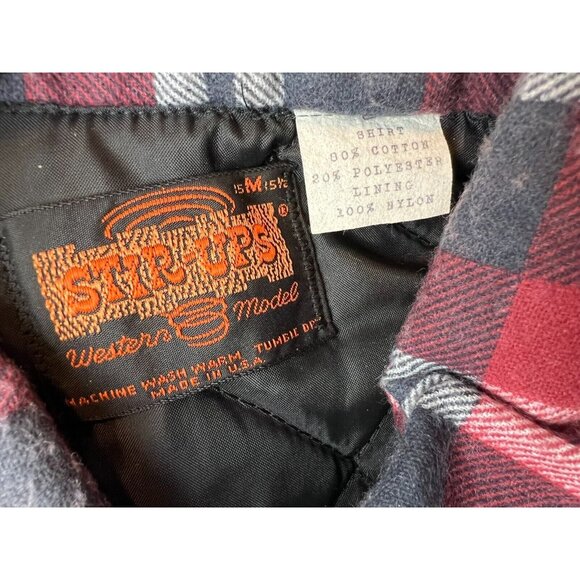 SHIRT
80% COTTON
20% POLYESTER
LINING
100% NYLON
15 M 15½
STIR-UPS®
Western Model
MACHINE WASH WARM, TUMBLE DRY
MADE IN U.S.A.